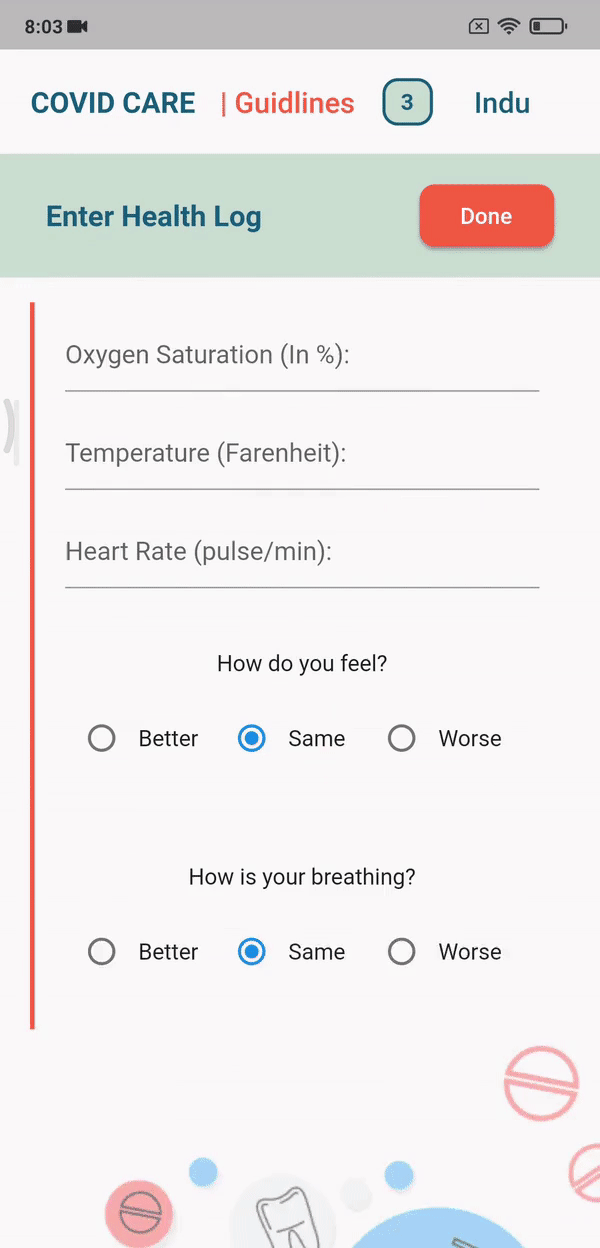 8:03
COVID CARE | Guidlines 3 Indu
Enter Health Log Done
Oxygen Saturation (In %):
Temperature (Farenheit):
Heart Rate (pulse/min):
How do you feel?
Better Same Worse
How is your breathing?
Better Same Worse